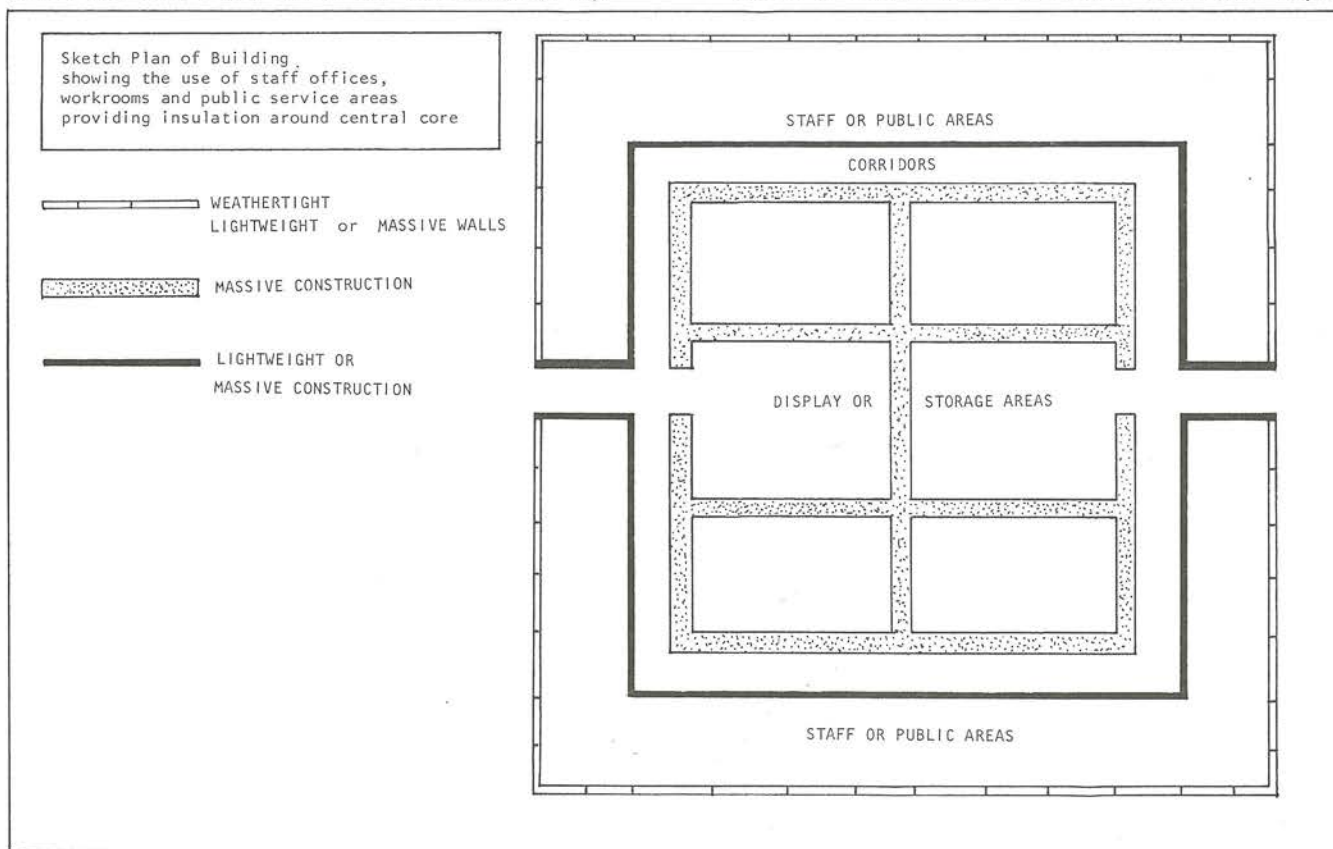 Sketch Plan of Building.
showing the use of staff offices,
workrooms and public service areas
providing insulation around central core
WEATHERTIGHT
LIGHTWEIGHT or MASSIVE WALLS
MASSIVE CONSTRUCTION
LIGHTWEIGHT OR
MASSIVE CONSTRUCTION
STAFF OR PUBLIC AREAS
CORRIDORS
DISPLAY OR STORAGE AREAS
STAFF OR PUBLIC AREAS